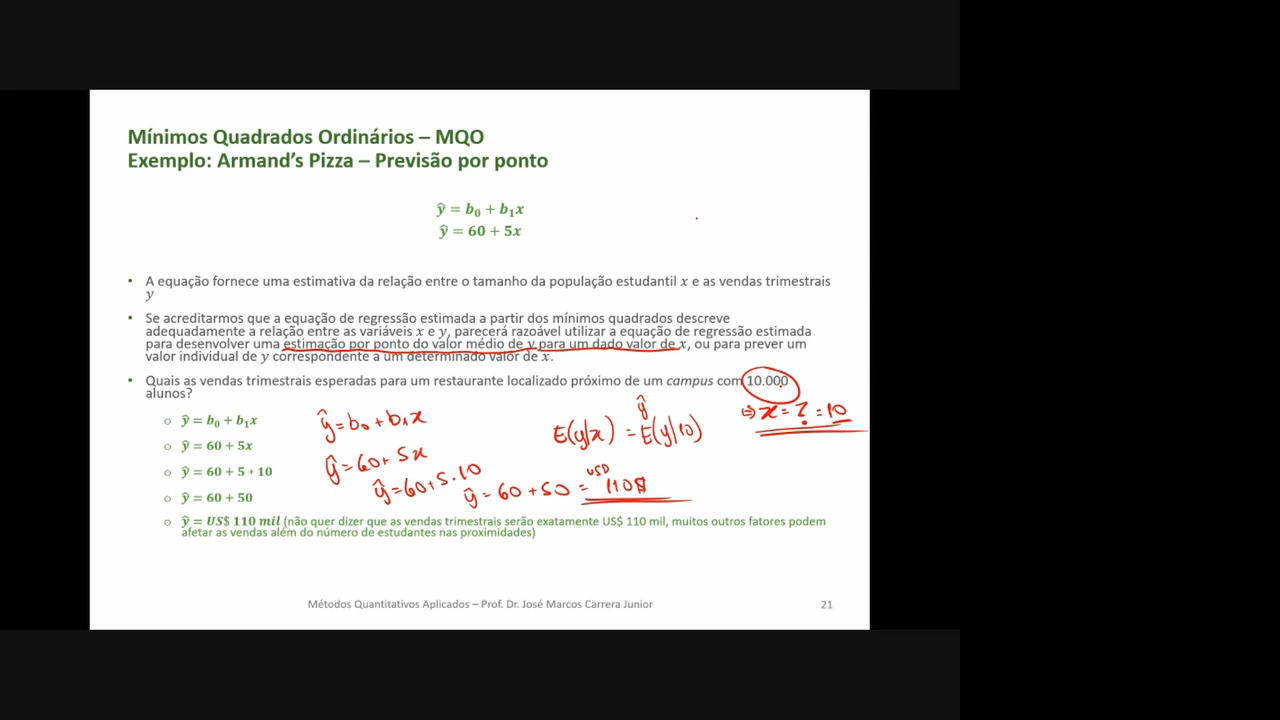 Mínimos Quadrados Ordinários – MQO
Exemplo: Armand's Pizza – Previsão por ponto
ŷ = b₀ + b₁x
ŷ = 60 + 5x
• A equação fornece uma estimativa da relação entre o tamanho da população estudantil x e as vendas trimestrais
y
• Se acreditarmos que a equação de regressão estimada a partir dos mínimos quadrados descreve
adequadamente a relação entre as variáveis x e y, parecerá razoável utilizar a equação de regressão estimada
para desenvolver uma estimação por ponto do valor médio de y para um dado valor de x, ou para prever um
valor individual de y correspondente a um determinado valor de x.
• Quais as vendas trimestrais esperadas para um restaurante localizado próximo de um campus com 10.000
alunos?
○ ŷ = b₀ + b₁x
○ ŷ = 60 + 5x
○ ŷ = 60 + 5 * 10
○ ŷ = 60 + 50
○ ŷ = US$ 110 mil (não quer dizer que as vendas trimestrais serão exatamente US$ 110 mil, muitos outros fatores podem
afetar as vendas além do número de estudantes nas proximidades)
ŷ = b₀ + b₁x
ŷ = 60 + 5x
ŷ = 60 + 5 . 10
ŷ = 60 + 50 =
USD
110
ŷ
E(y|x) = E(y|10)
⇒ x = ? = 10
Métodos Quantitativos Aplicados – Prof. Dr. José Marcos Carrera Junior
21